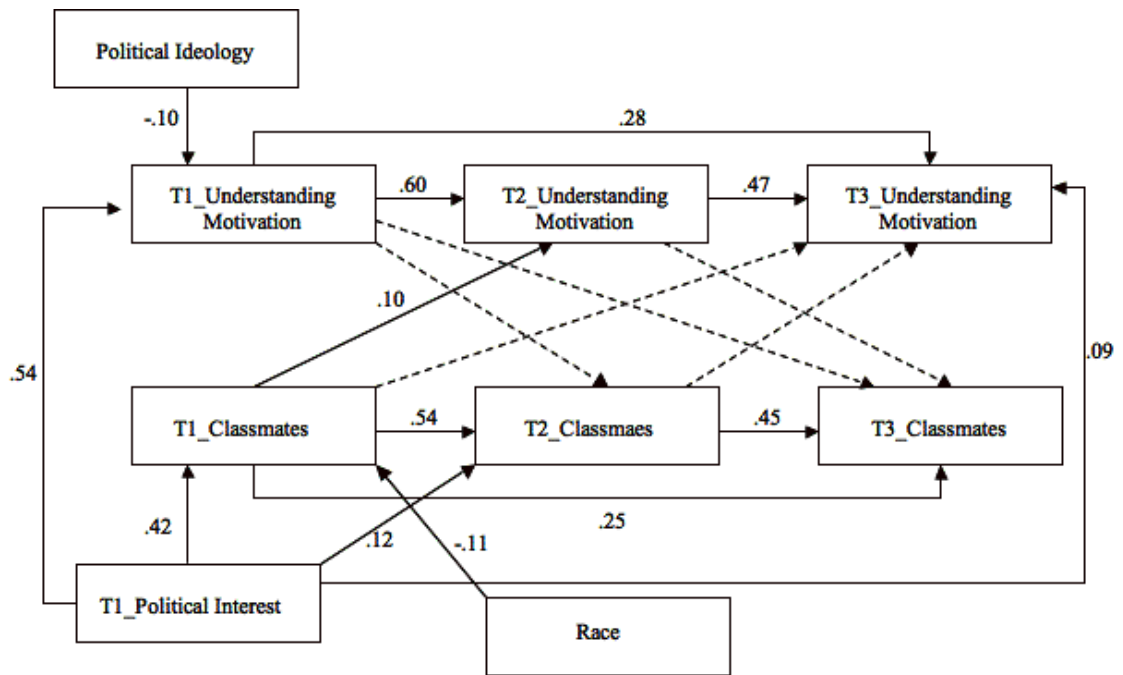 Political Ideology
-.10
.28
T1_Understanding
Motivation
.60
T2_Understanding
Motivation
.47
T3_Understanding
Motivation
.10
.54
.09
T1_Classmates
.54
T2_Classmaes
.45
T3_Classmates
.42
.12
-.11
.25
T1_Political Interest
Race